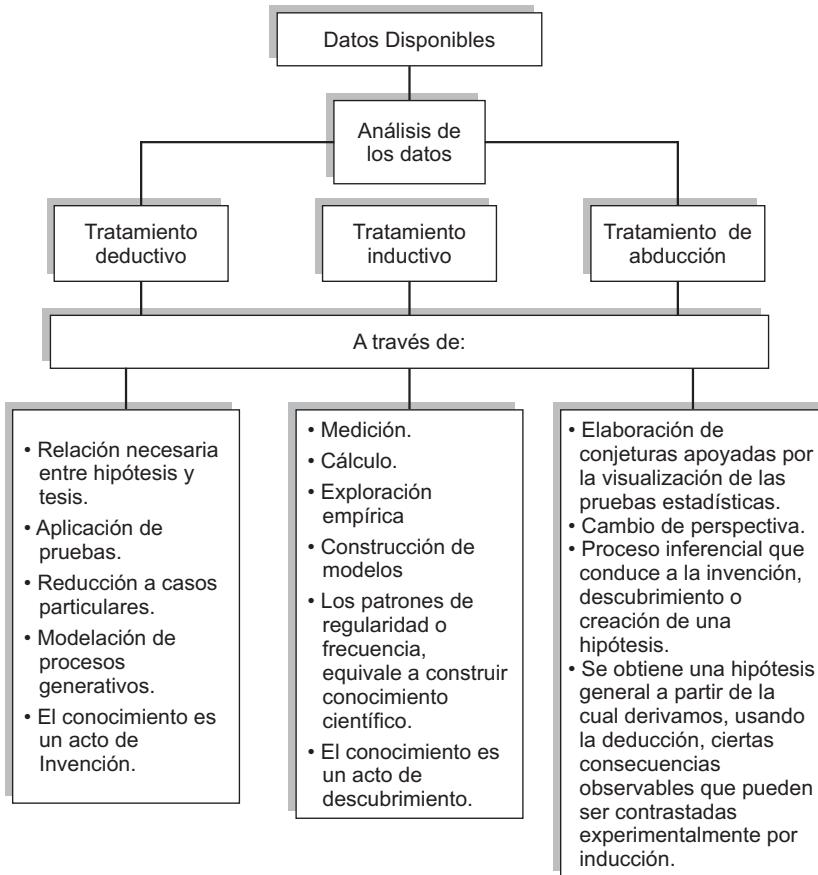 Datos Disponibles
Análisis de
los datos
Tratamiento
deductivo
Tratamiento
inductivo
Tratamiento de
abducción
A través de:
• Relación necesaria
entre hipótesis y
tesis.
• Aplicación de
pruebas.
• Reducción a casos
particulares.
• Modelación de
procesos
generativos.
• El conocimiento es
un acto de
Invención.
• Medición.
• Cálculo.
• Exploración
empírica
• Construcción de
modelos
• Los patrones de
regularidad o
frecuencia,
equivale a construir
conocimiento
científico.
• El conocimiento es
un acto de
descubrimiento.
• Elaboración de
conjeturas apoyadas por
la visualización de las
pruebas estadísticas.
• Cambio de perspectiva.
• Proceso inferencial que
conduce a la invención,
descubrimiento o
creación de una
hipótesis.
• Se obtiene una hipótesis
general a partir de la
cual derivamos, usando
la deducción, ciertas
consecuencias
observables que pueden
ser contrastadas
experimentalmente por
inducción.